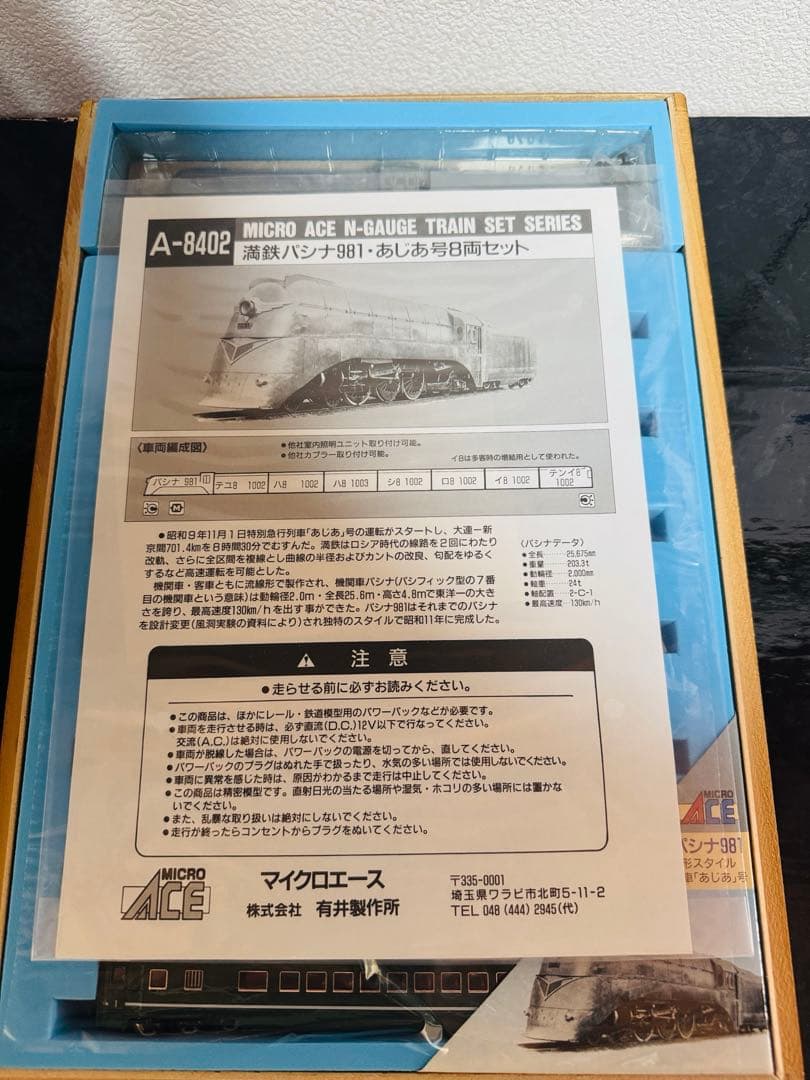 A-8402
MICRO ACE N-GAUGE TRAIN SET SERIES
満鉄パシナ981・あじあ号8両セット
〈車両編成図〉
●他社室内照明ユニット取り付け可能。
●他社カプラー取り付け可能。
イ8は多客時の増結用として使われた。
パシナ 981
テユ8 1002
ハ8 1002
ハ8 1003
シ8 1002
ロ8 1002
イ8 1002
テンイ8 1002
C
M
●昭和9年11月1日特別急行列車「あじあ」号の運転がスタートし、大連ー新
京間701.4kmを8時間30分でむすんだ。満鉄はロシア時代の線路を2回にわたり
改軌、さらに全区間を複線とし曲線の半径およびカントの改良、勾配をゆるく
するなど高速運転を可能とした。
機関車・客車ともに流線形で製作され、機関車パシナ(パシフィック型の7番
目の機関車という意味)は動輪径2.0m・全長25.6m・高さ4.8mで東洋一の大き
さを誇り、最高速度130km/hを出す事ができた。パシナ981はそれまでのパシナ
を設計変更(風洞実験の資料により)され独特のスタイルで昭和11年に完成した。
〈パシナデータ〉
●全長………25,675mm
●重量………203.3t
●動輪径……2,000mm
●軸重………24t
●軸配置……2-C-1
●最高速度…130km/h
注 意
●走らせる前に必ずお読みください。
●この商品は、ほかにレール・鉄道模型用のパワーパックなどが必要です。
●車両を走行させる時は、必ず直流(D.C.)12V以下で行なってください。
交流(A.C.)は絶対に使用しないでください。
●車両が脱線した場合は、パワーパックの電源を切ってから、直してください。
●パワーパックのプラグはぬれた手で扱ったり、水気の多い場所では使用しないでください。
●車両に異常を感じた時は、原因がわかるまで走行は中止してください。
●この商品は精密模型です。直射日光の当たる場所や湿気・ホコリの多い場所には置かな
いでください。
●また、乱暴な取り扱いは絶対にしないでください。
●走行が終ったらコンセントからプラグをぬいてください。
MICRO
ACE
マイクロエース
株式会社 有井製作所
〒335-0001
埼玉県ワラビ市北町5-11-2
TEL 048 (444) 2945(代)
MICRO
ACE
パシナ981
形スタイル
車「あじあ」号